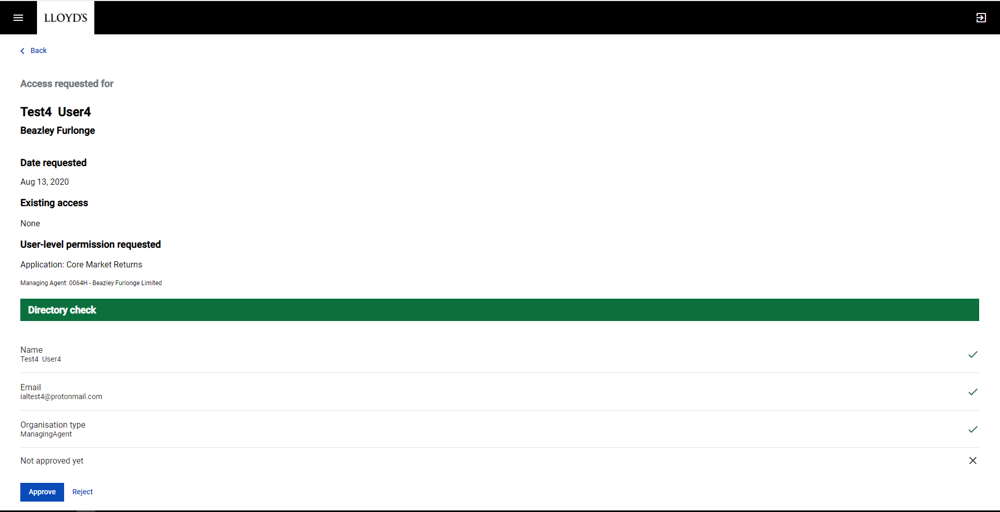 LLOYD'S
Back
Access requested for
Test4 User4
Beazley Furlonge
Date requested
Aug 13, 2020
Existing access
None
User-level permission requested
Application: Core Market Returns
Managing Agent: 0064H - Beazley Furlonge Limited
Directory check
Name
Test4 User4
Email
ialtest4@protonmail.com
Organisation type
ManagingAgent
Not approved yet
Approve Reject